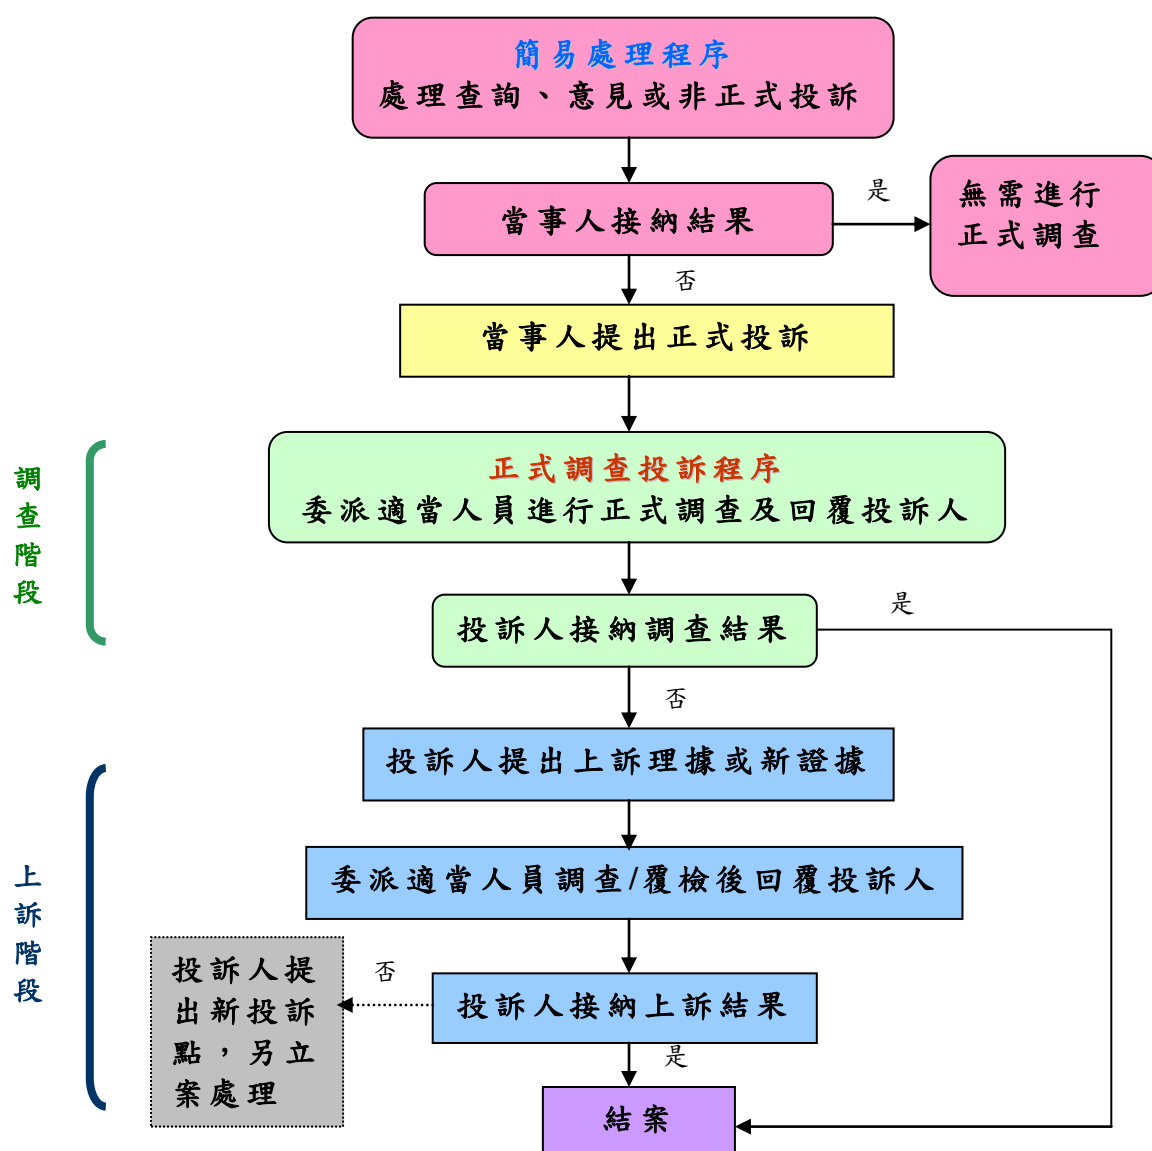 簡易處理程序
處理查詢、意見或非正式投訴
當事人接納結果
是
無需進行
正式調查
否
當事人提出正式投訴
調
查
階
段
正式調查投訴程序
委派適當人員進行正式調查及回覆投訴人
投訴人接納調查結果
是
否
投訴人提出上訴理據或新證據
上
訴
階
段
委派適當人員調查/覆檢後回覆投訴人
投訴人接納上訴結果
否
投訴人提
出新投訴
點，另立
案處理
是
結案